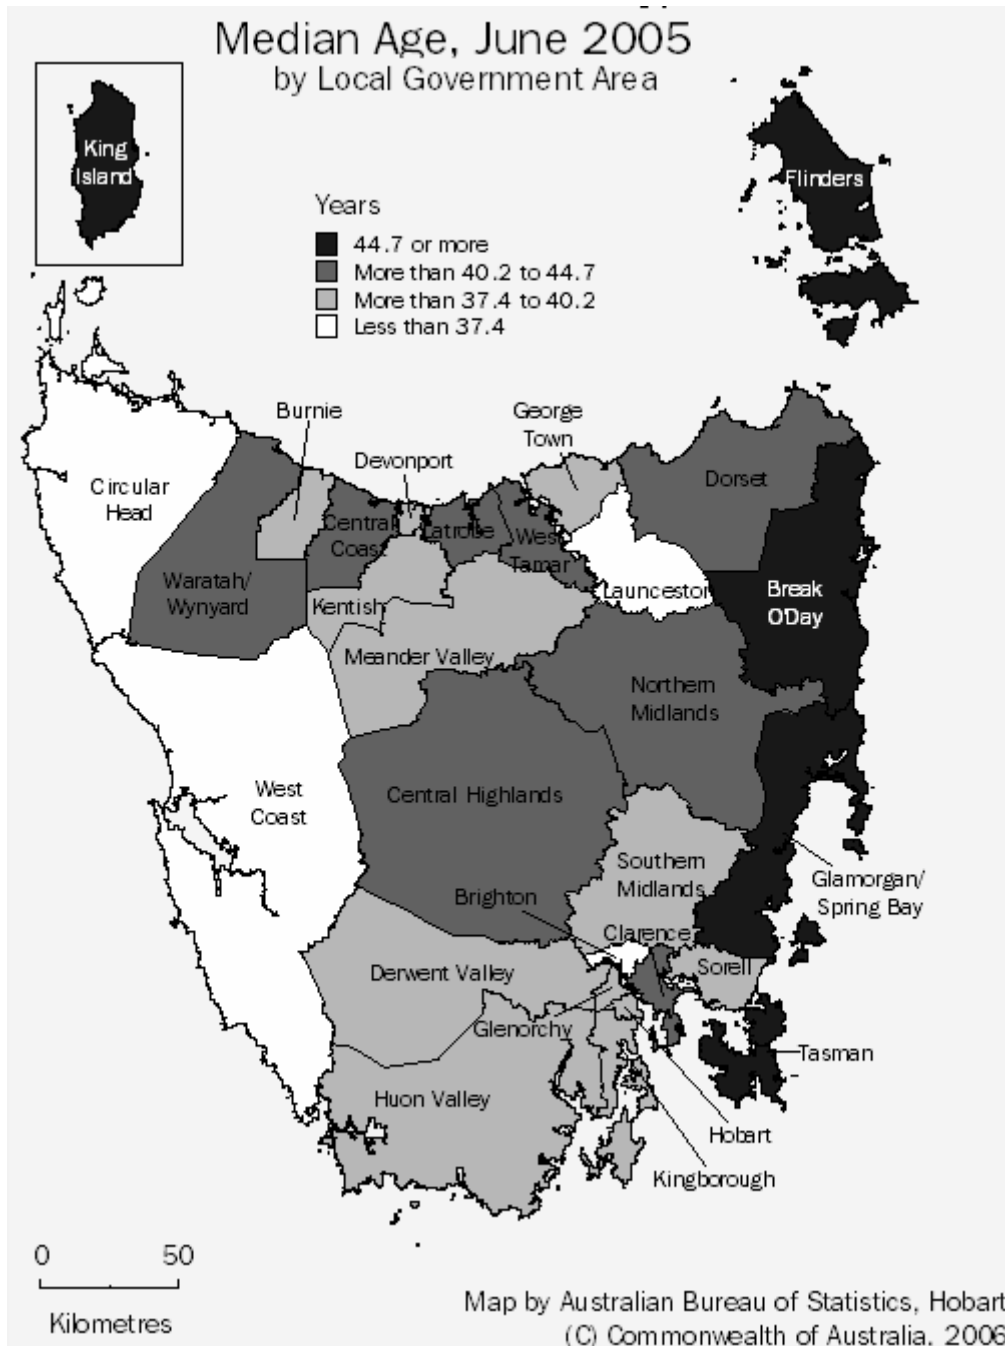 Median Age, June 2005
by Local Government Area
King
Island
Flinders
Years
44.7 or more
More than 40.2 to 44.7
More than 37.4 to 40.2
Less than 37.4
Burnie
George
Town
Devonport
Dorset
Circular
Head
Central
Coast
Latrobe
West
Tamar
Waratah/
Wynyard
Kentish
Launceston
Break
O'Day
Meander Valley
Northern
Midlands
West
Coast
Central Highlands
Southern
Midlands
Glamorgan/
Spring Bay
Brighton
Clarence
Sorell
Derwent Valley
Glenorchy
Tasman
Huon Valley
Hobart
Kingborough
0 50
Kilometres
Map by Australian Bureau of Statistics, Hobart
(C) Commonwealth of Australia, 2006